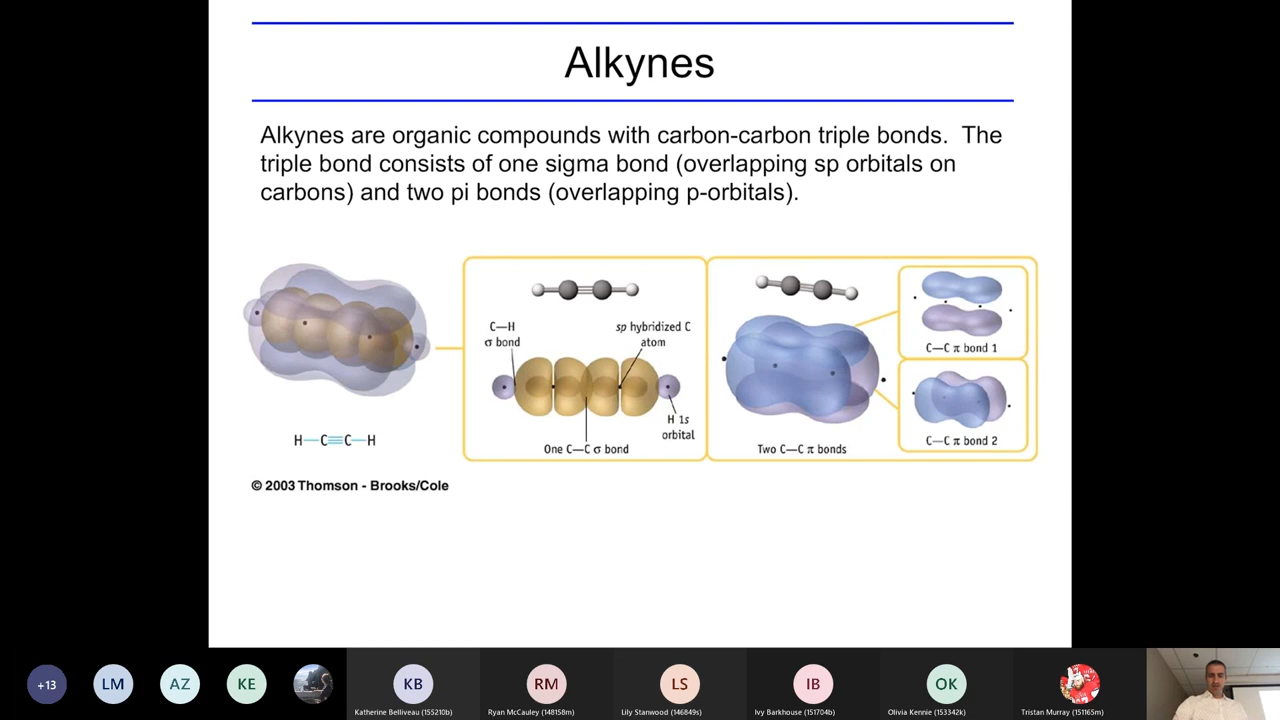 Alkynes
Alkynes are organic compounds with carbon-carbon triple bonds. The
triple bond consists of one sigma bond (overlapping sp orbitals on
carbons) and two pi bonds (overlapping p-orbitals).
C—H
σ bond
sp hybridized C
atom
H 1s
orbital
One C—C σ bond
Two C—C π bonds
C—C π bond 1
C—C π bond 2
H—C≡C—H
© 2003 Thomson - Brooks/Cole
+13
LM
AZ
KE
KB
RM
LS
IB
OK
Katherine Belliveau (155210b)
Ryan McCauley (148158m)
Lily Stanwood (146849s)
Ivy Barkhouse (151704b)
Olivia Kennie (153342k)
Tristan Murray (151165m)